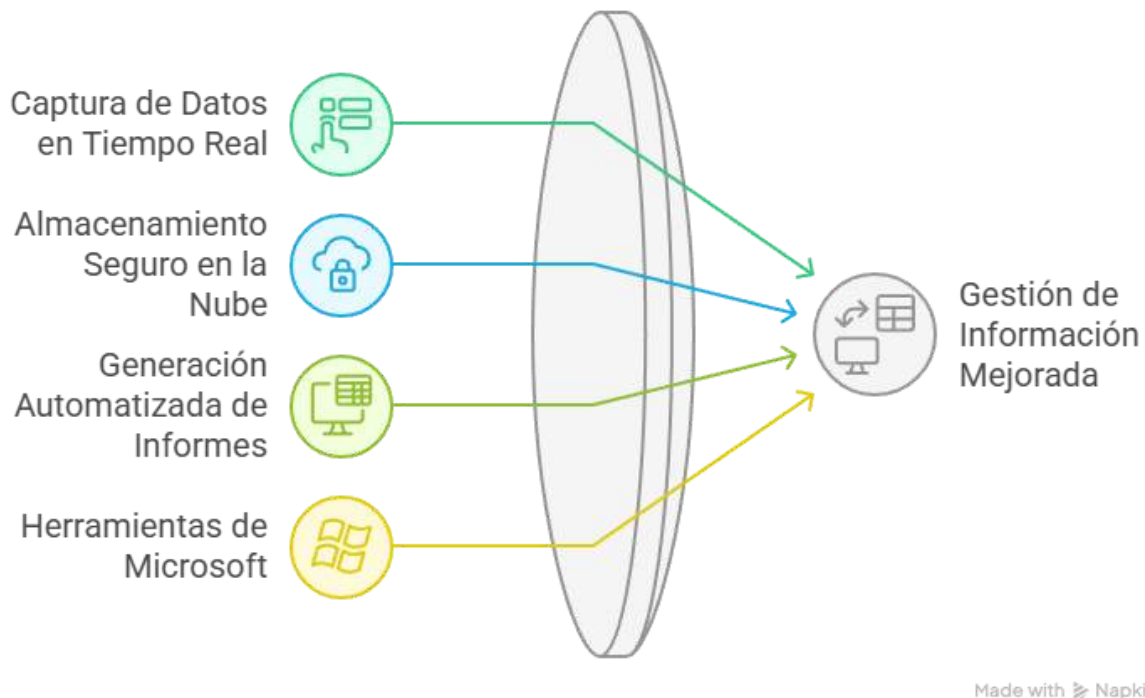 Captura de Datos
en Tiempo Real
Almacenamiento
Seguro en la
Nube
Generación
Automatizada de
Informes
Herramientas de
Microsoft
Gestión de
Información
Mejorada
Made with Napki